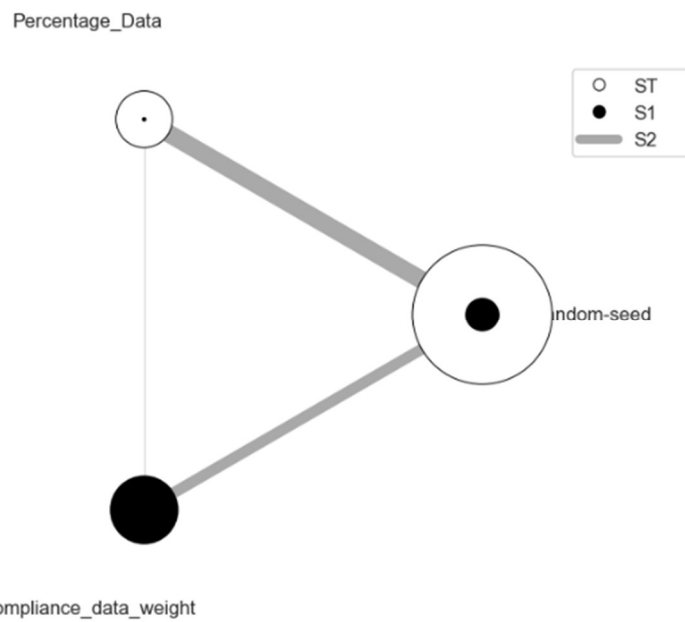 Percentage_Data
ST
S1
S2
ndom-seed
ompliance_data_weight